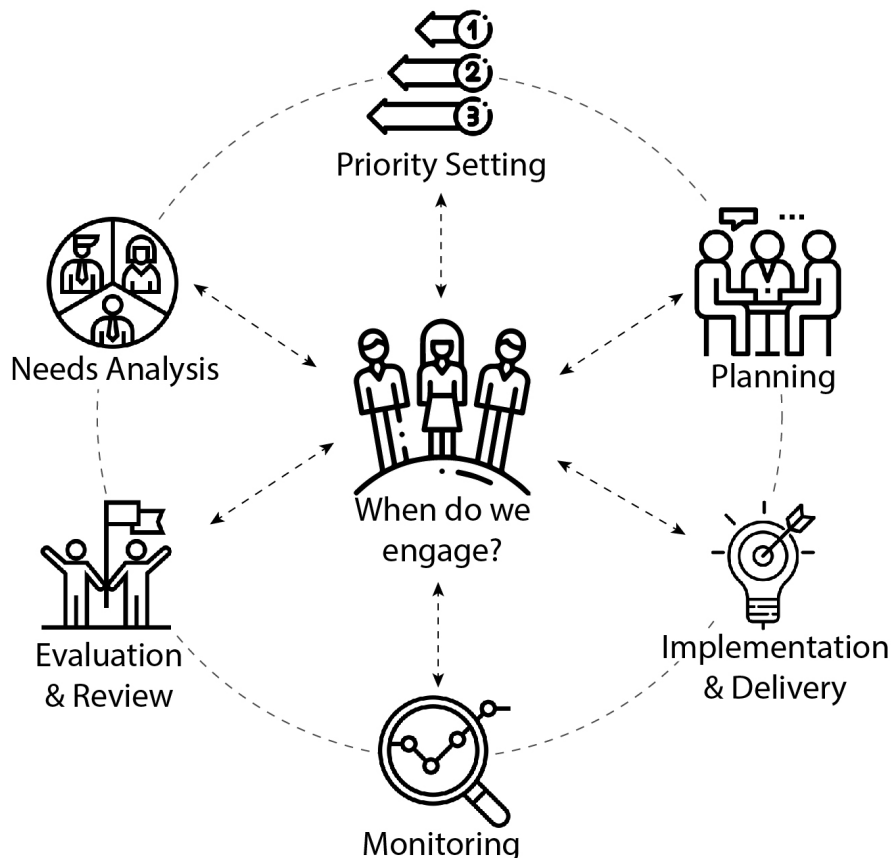 1
2
3
Priority Setting
Needs Analysis
Planning
When do we
engage?
Evaluation
& Review
Implementation
& Delivery
Monitoring